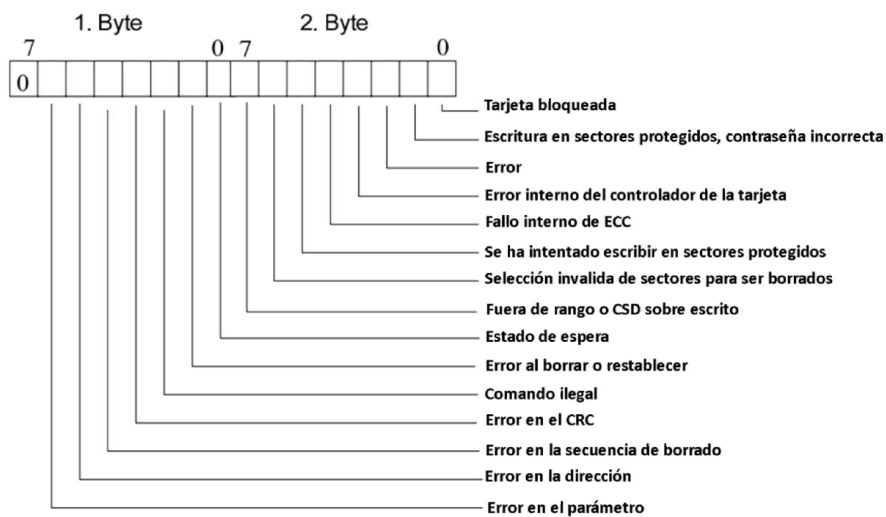 1. Byte 2. Byte
7 0 7 0
0
Tarjeta bloqueada
Escritura en sectores protegidos, contraseña incorrecta
Error
Error interno del controlador de la tarjeta
Fallo interno de ECC
Se ha intentado escribir en sectores protegidos
Selección invalida de sectores para ser borrados
Fuera de rango o CSD sobre escrito
Estado de espera
Error al borrar o restablecer
Comando ilegal
Error en el CRC
Error en la secuencia de borrado
Error en la dirección
Error en el parámetro